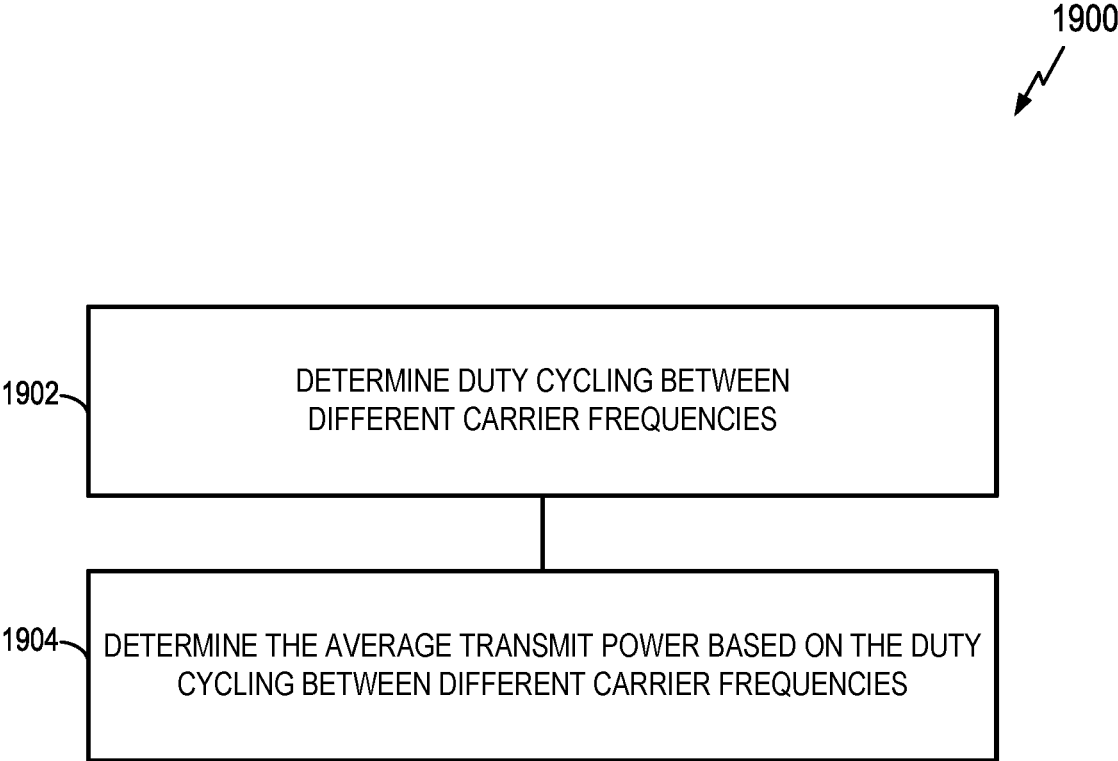 1900
1902
DETERMINE DUTY CYCLING BETWEEN
DIFFERENT CARRIER FREQUENCIES
1904
DETERMINE THE AVERAGE TRANSMIT POWER BASED ON THE DUTY
CYCLING BETWEEN DIFFERENT CARRIER FREQUENCIES